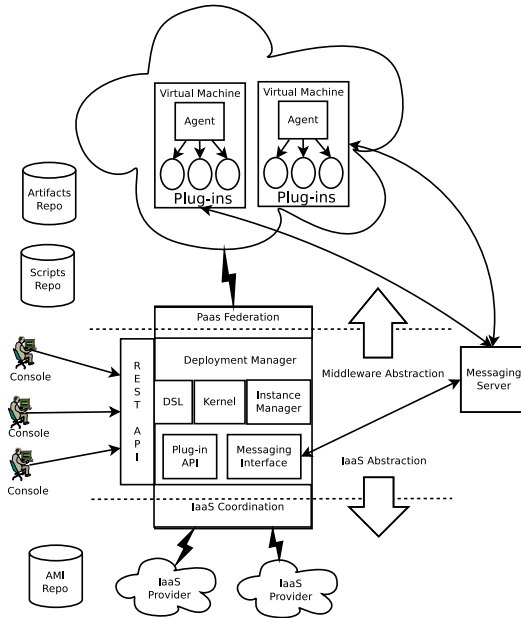 Virtual Machine
Agent
Plug-ins
Virtual Machine
Agent
Plug-ins
Artifacts
Repo
Scripts
Repo
Paas Federation
Console
Console
Console
REST API
Deployment Manager
DSL
Kernel
Instance
Manager
Plug-in
API
Messaging
Interface
Middleware Abstraction
Messaging
Server
IaaS Abstraction
IaaS Coordination
AMI
Repo
IaaS
Provider
IaaS
Provider